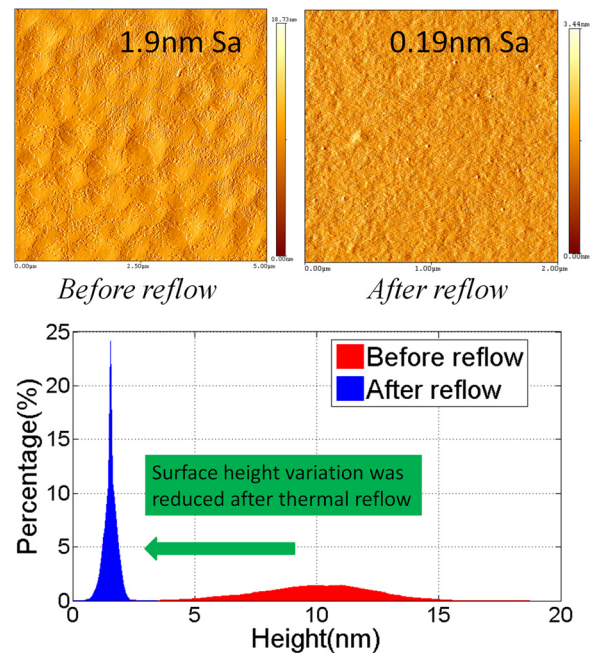 1.9nm Sa
18.73nm
0.00nm
0.00µm
2.50µm
5.00µm
Before reflow
0.19nm Sa
3.44nm
0.00nm
0.00µm
1.00µm
2.00µm
After reflow
25
20
15
10
5
0
Percentage(%)
Before reflow
After reflow
Surface height variation was
reduced after thermal reflow
0
5
10
15
20
Height(nm)